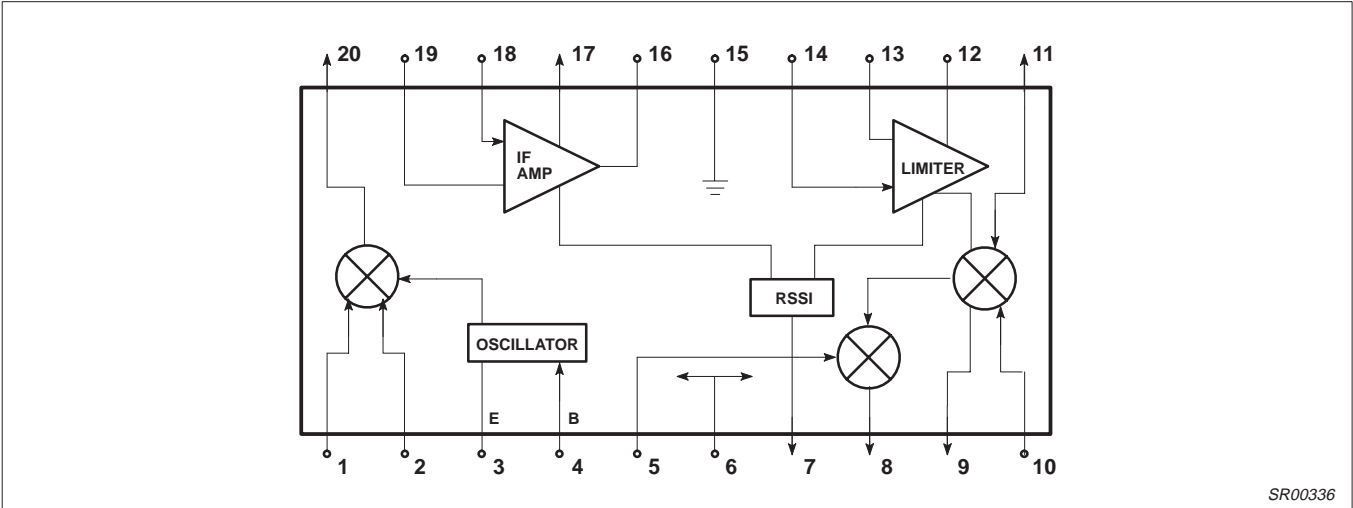 20 19 18 17 16 15 14 13 12 11
IF
AMP
LIMITER
RSSI
OSCILLATOR
E B
1 2 3 4 5 6 7 8 9 10
SR00336